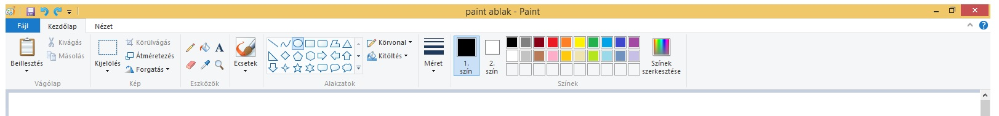 paint ablak - Paint
Fájl Kezdőlap Nézet
Beillesztés
Kivágás
Másolás
Vágólap
Kijelölés
Körülvágás
Átméretezés
Forgatás
Kép
A
Eszközök
Ecsetek
Körvonal
Kitöltés
Alakzatok
Méret
1.
szín
2.
szín
Színek
szerkesztése
Színek